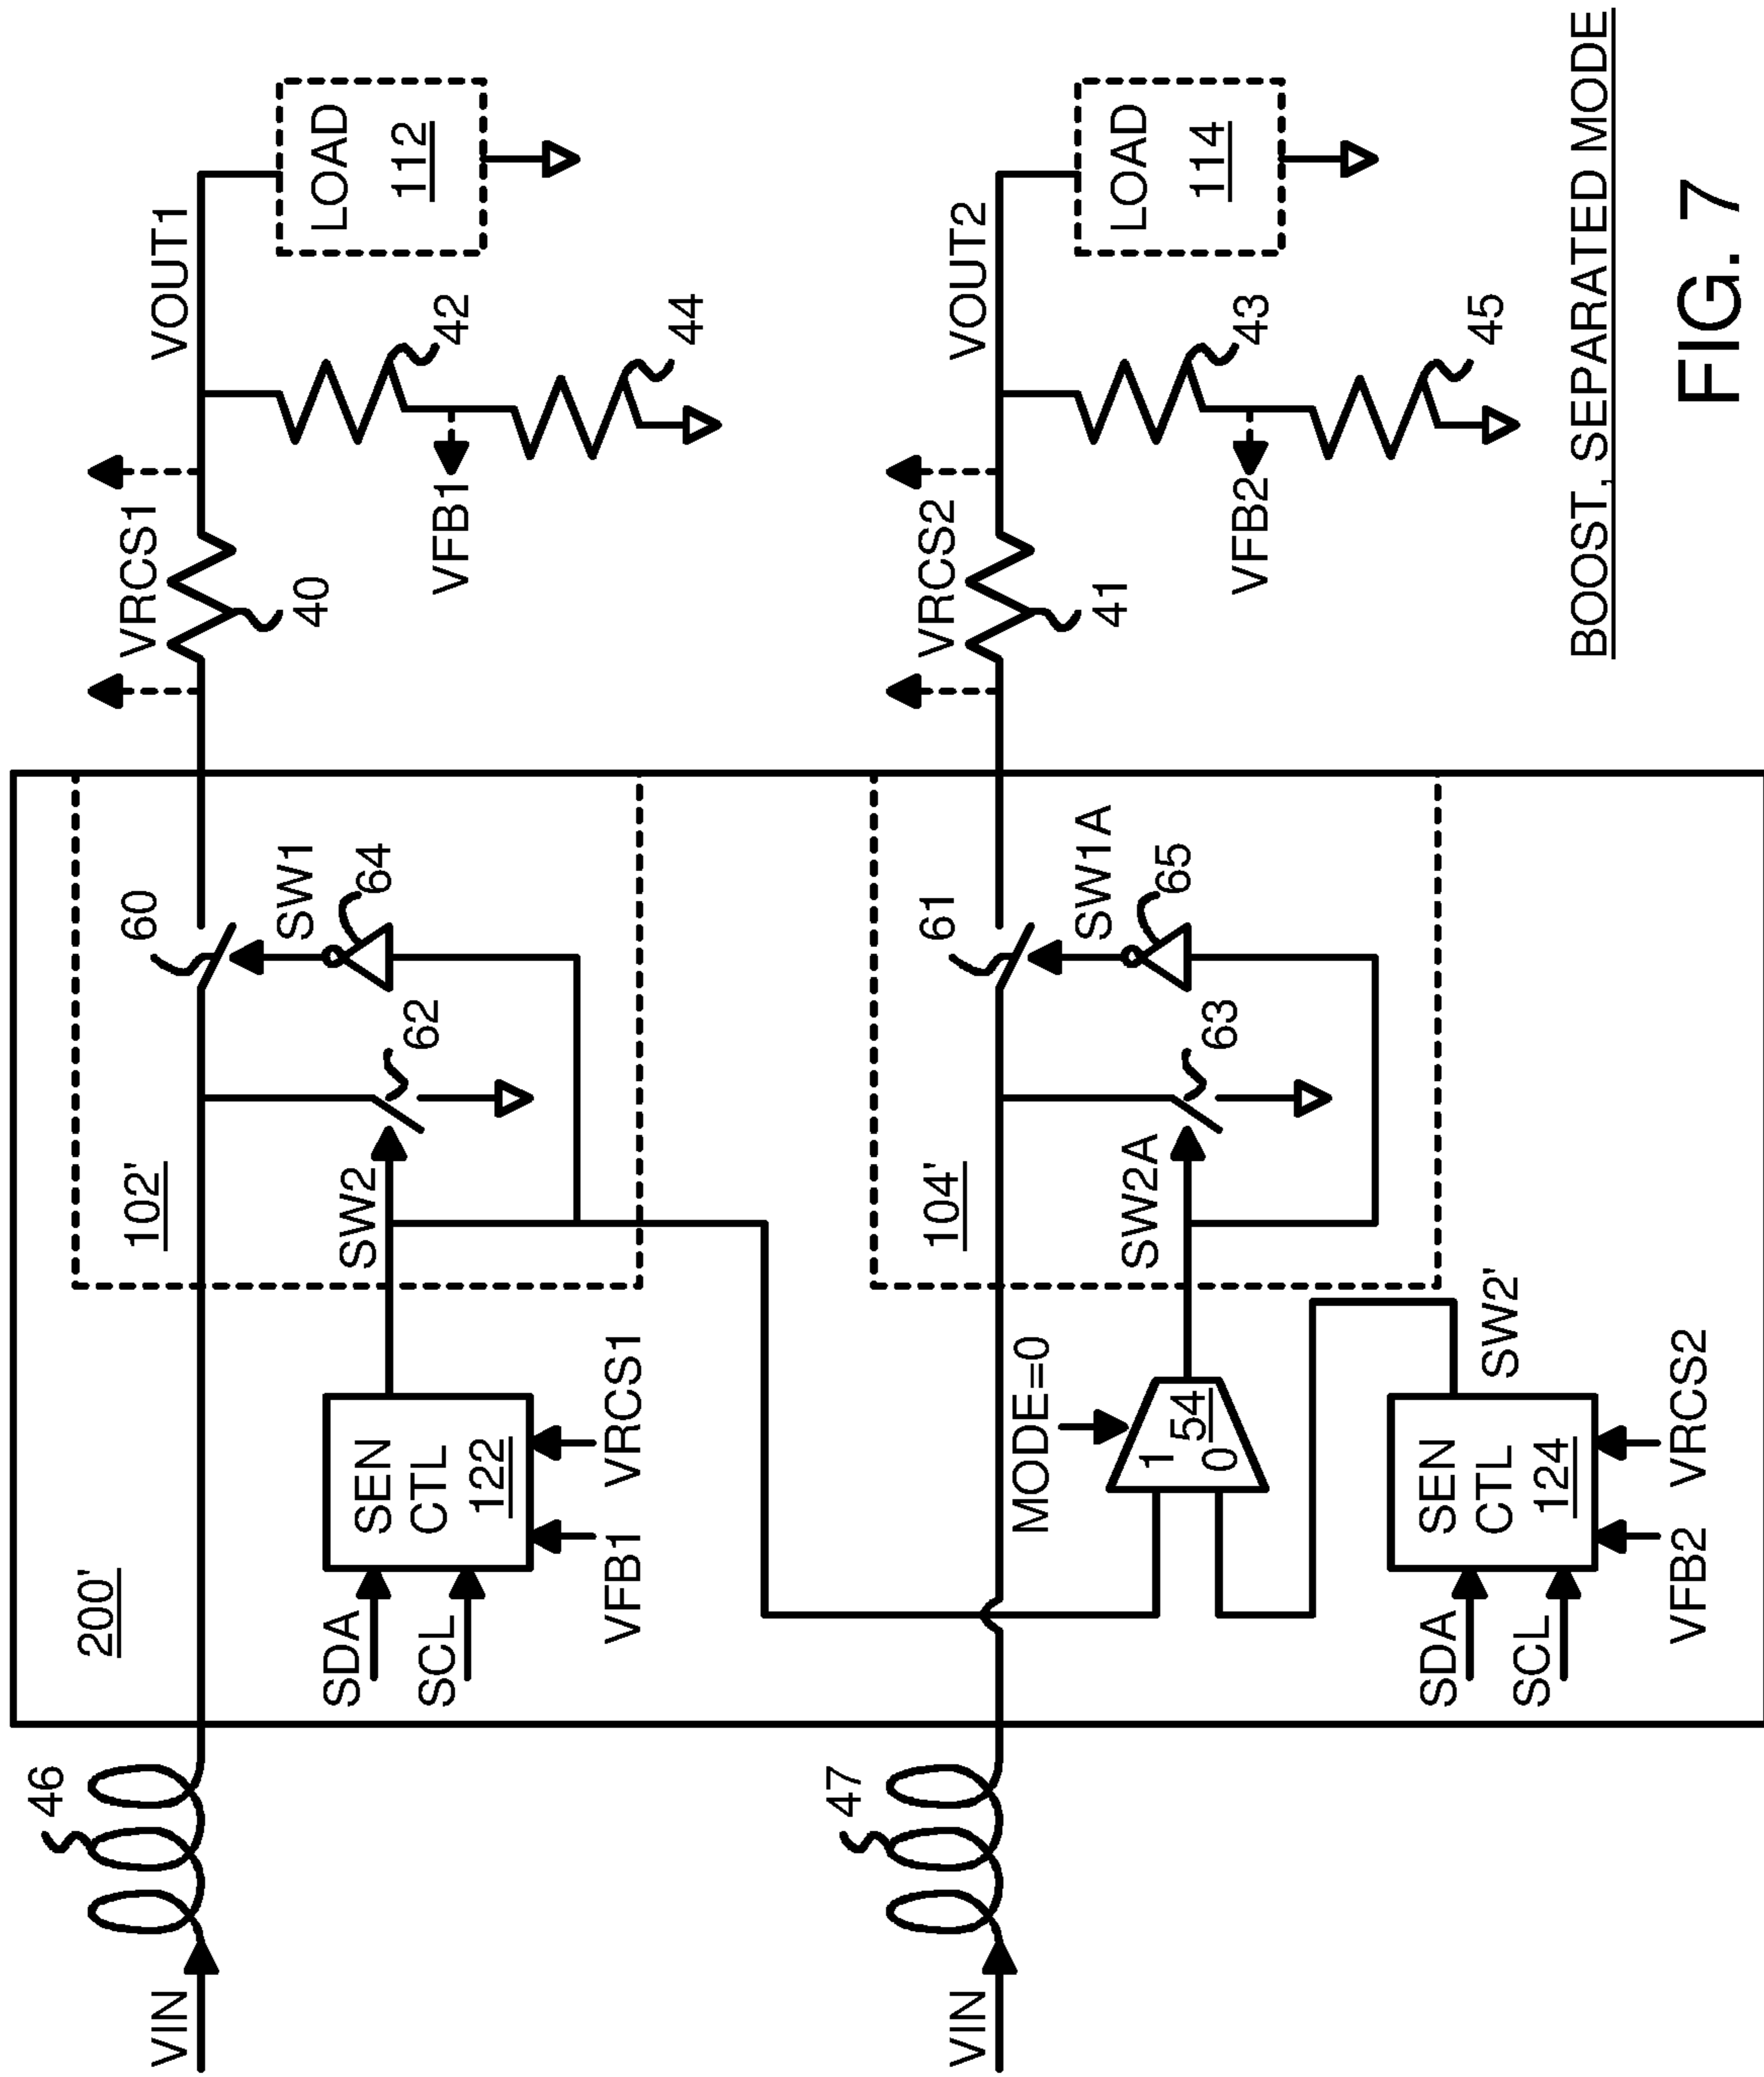 46
VIN
200'
102'
60
SW1
64
62
SW2
SEN
CTL
122
SDA
SCL
VFB1
VRCS1
VRCS1
40
VOUT1
42
VFB1
44
LOAD
112
47
VIN
104'
61
SW1A
65
63
SW2A
MODE=0
1
54
0
SW2'
SEN
CTL
124
SDA
SCL
VFB2
VRCS2
VRCS2
41
VOUT2
43
VFB2
45
LOAD
114
BOOST, SEPARATED MODE
FIG. 7